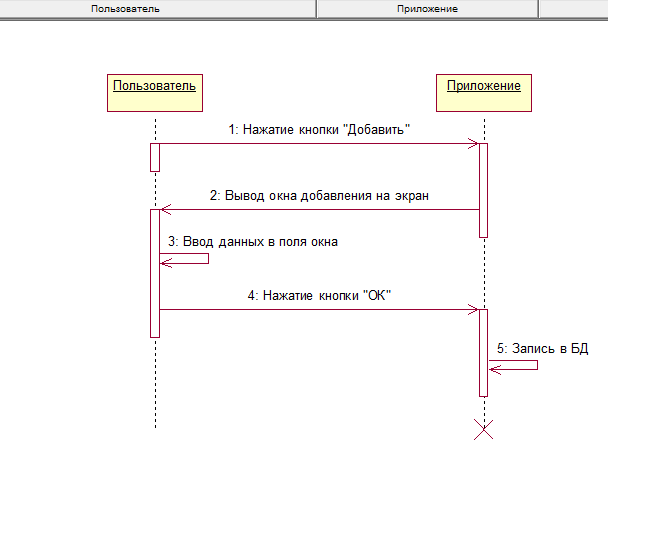 Пользователь Приложение
Пользователь Приложение
1: Нажатие кнопки "Добавить"
2: Вывод окна добавления на экран
3: Ввод данных в поля окна
4: Нажатие кнопки "ОК"
5: Запись в БД